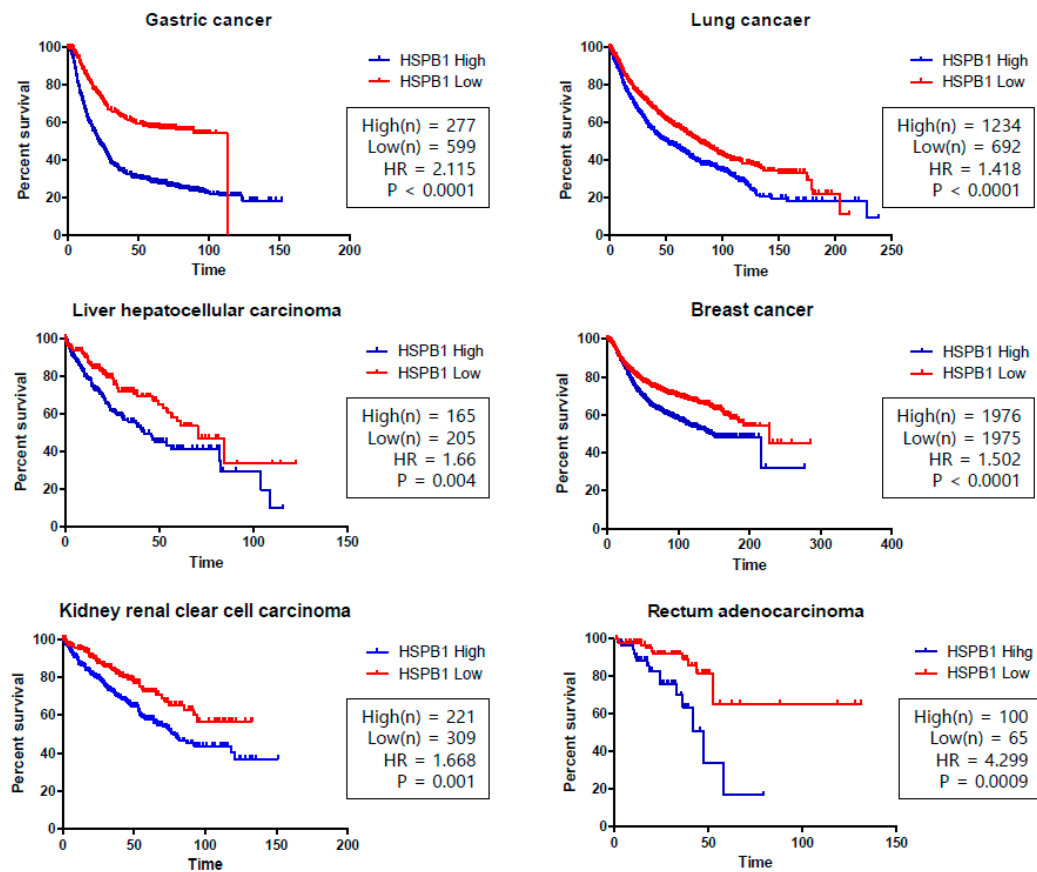 Gastric cancer
Percent survival
100
80
60
40
20
0
0 50 100 150 200
Time
HSPB1 High
HSPB1 Low
High(n) = 277
Low(n) = 599
HR = 2.115
P < 0.0001
Lung cancaer
Percent survival
100
80
60
40
20
0
0 50 100 150 200 250
Time
HSPB1 High
HSPB1 Low
High(n) = 1234
Low(n) = 692
HR = 1.418
P < 0.0001
Liver hepatocellular carcinoma
Percent survival
100
80
60
40
20
0
0 50 100 150
Time
HSPB1 High
HSPB1 Low
High(n) = 165
Low(n) = 205
HR = 1.66
P = 0.004
Breast cancer
Percent survival
100
80
60
40
20
0
0 100 200 300 400
Time
HSPB1 High
HSPB1 Low
High(n) = 1976
Low(n) = 1975
HR = 1.502
P < 0.0001
Kidney renal clear cell carcinoma
Percent survival
100
80
60
40
20
0
0 50 100 150 200
Time
HSPB1 High
HSPB1 Low
High(n) = 221
Low(n) = 309
HR = 1.668
P = 0.001
Rectum adenocarcinoma
Percent survival
100
80
60
40
20
0
0 50 100 150
Time
HSPB1 Hihg
HSPB1 Low
High(n) = 100
Low(n) = 65
HR = 4.299
P = 0.0009